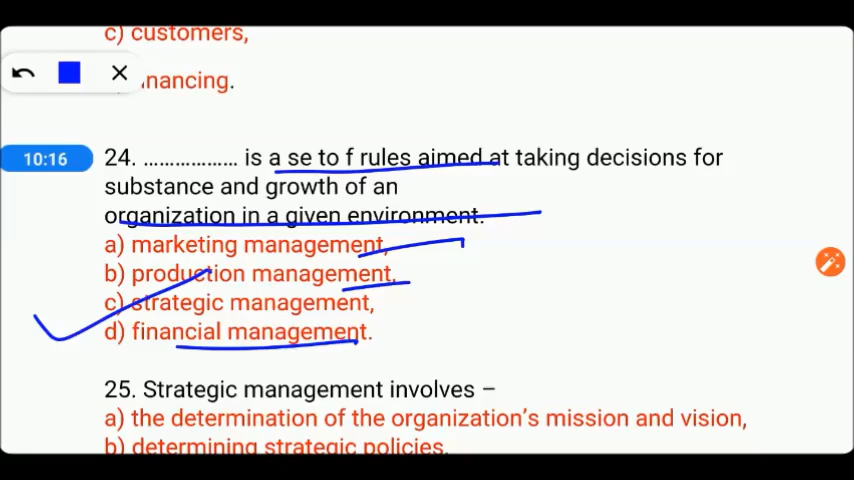 c) customers,
nancing.
10:16
24. .................. is a se to f rules aimed at taking decisions for
substance and growth of an
organization in a given environment.
a) marketing management,
b) production management,
c) strategic management,
d) financial management.
25. Strategic management involves –
a) the determination of the organization's mission and vision,
b) determining strategic policies,